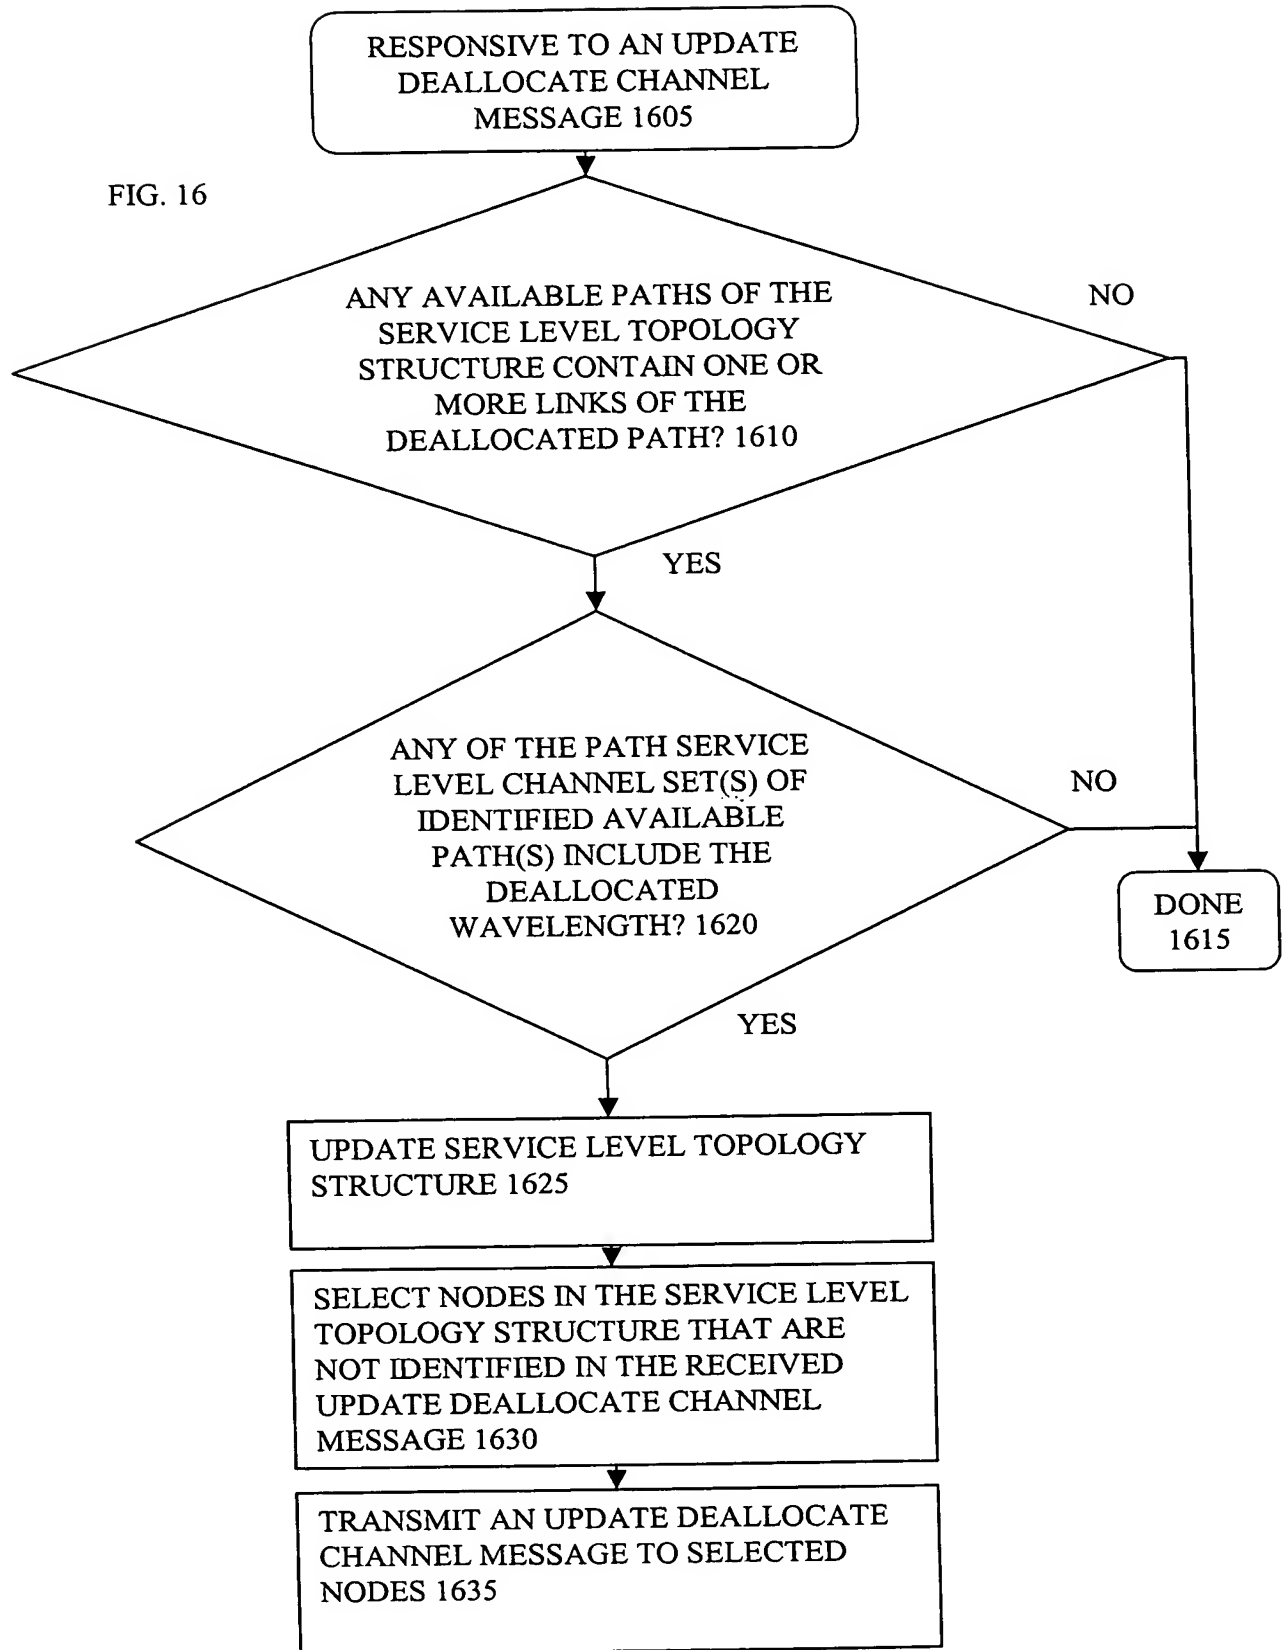 RESPONSIVE TO AN UPDATE
DEALLOCATE CHANNEL
MESSAGE 1605
FIG. 16
ANY AVAILABLE PATHS OF THE
SERVICE LEVEL TOPOLOGY
STRUCTURE CONTAIN ONE OR
MORE LINKS OF THE
DEALLOCATED PATH? 1610
NO
YES
ANY OF THE PATH SERVICE
LEVEL CHANNEL SET(S) OF
IDENTIFIED AVAILABLE
PATH(S) INCLUDE THE
DEALLOCATED
WAVELENGTH? 1620
NO
DONE
1615
YES
UPDATE SERVICE LEVEL TOPOLOGY
STRUCTURE 1625
SELECT NODES IN THE SERVICE LEVEL
TOPOLOGY STRUCTURE THAT ARE
NOT IDENTIFIED IN THE RECEIVED
UPDATE DEALLOCATE CHANNEL
MESSAGE 1630
TRANSMIT AN UPDATE DEALLOCATE
CHANNEL MESSAGE TO SELECTED
NODES 1635